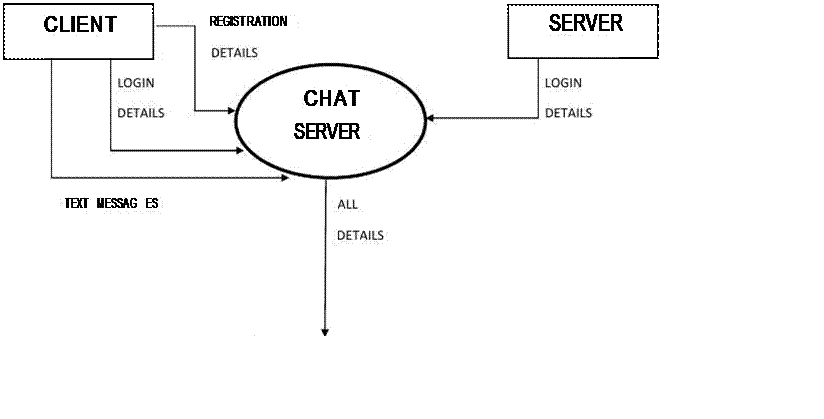 CLIENT
REGISTRATION
DETAILS
SERVER
LOGIN
DETAILS
CHAT
SERVER
LOGIN
DETAILS
TEXT MESSAG ES
ALL
DETAILS